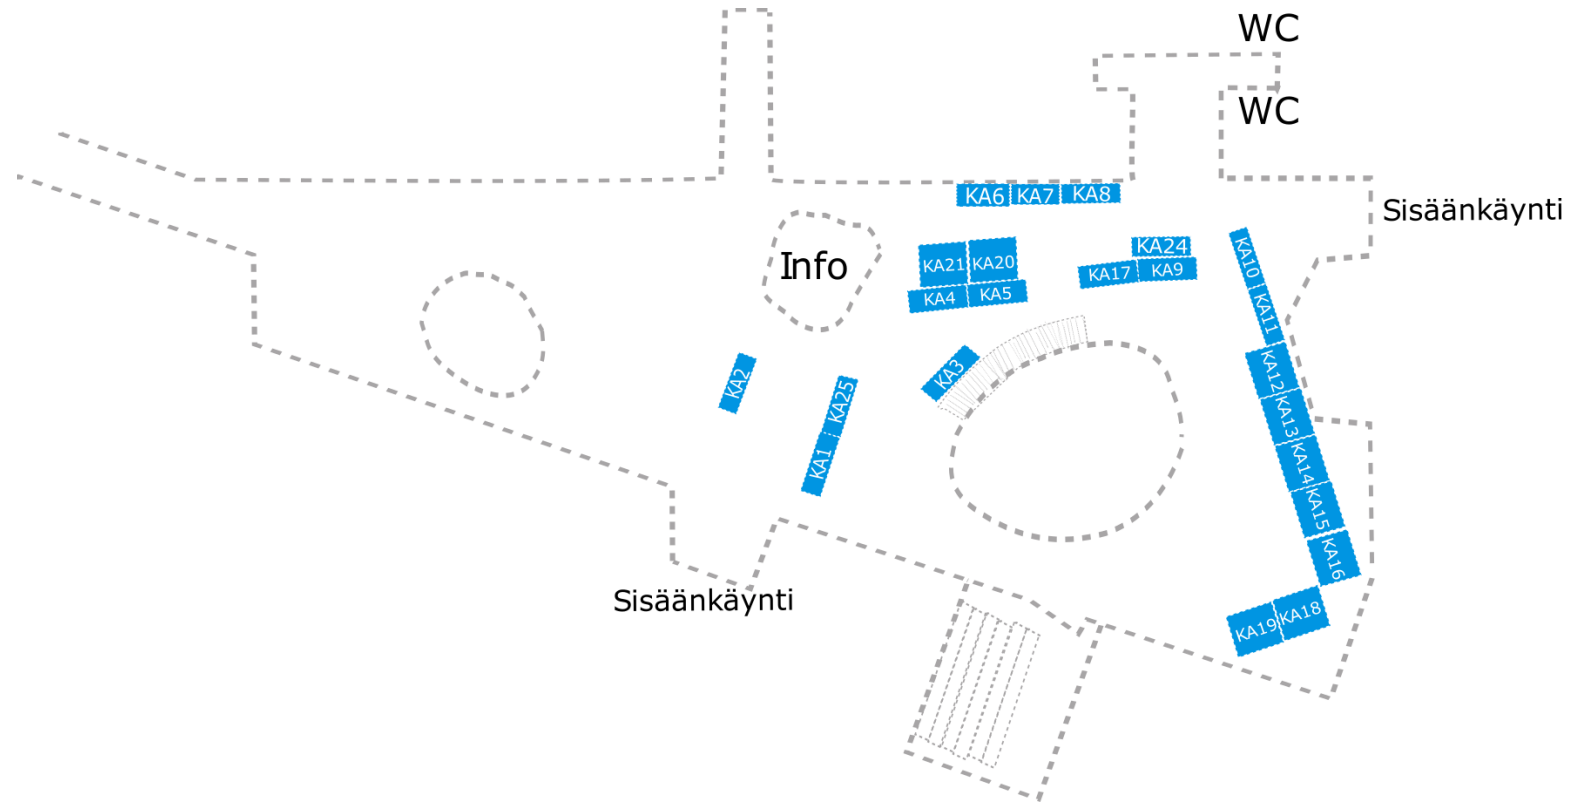 WC
WC
KA6
KA7
KA8
Sisäänkäynti
KA21
KA20
KA24
Info
KA17
KA9
KA10
KA4
KA5
KA11
KA3
KA12
KA2
KA25
KA13
KA1
KA14
KA15
KA16
Sisäänkäynti
KA19
KA18